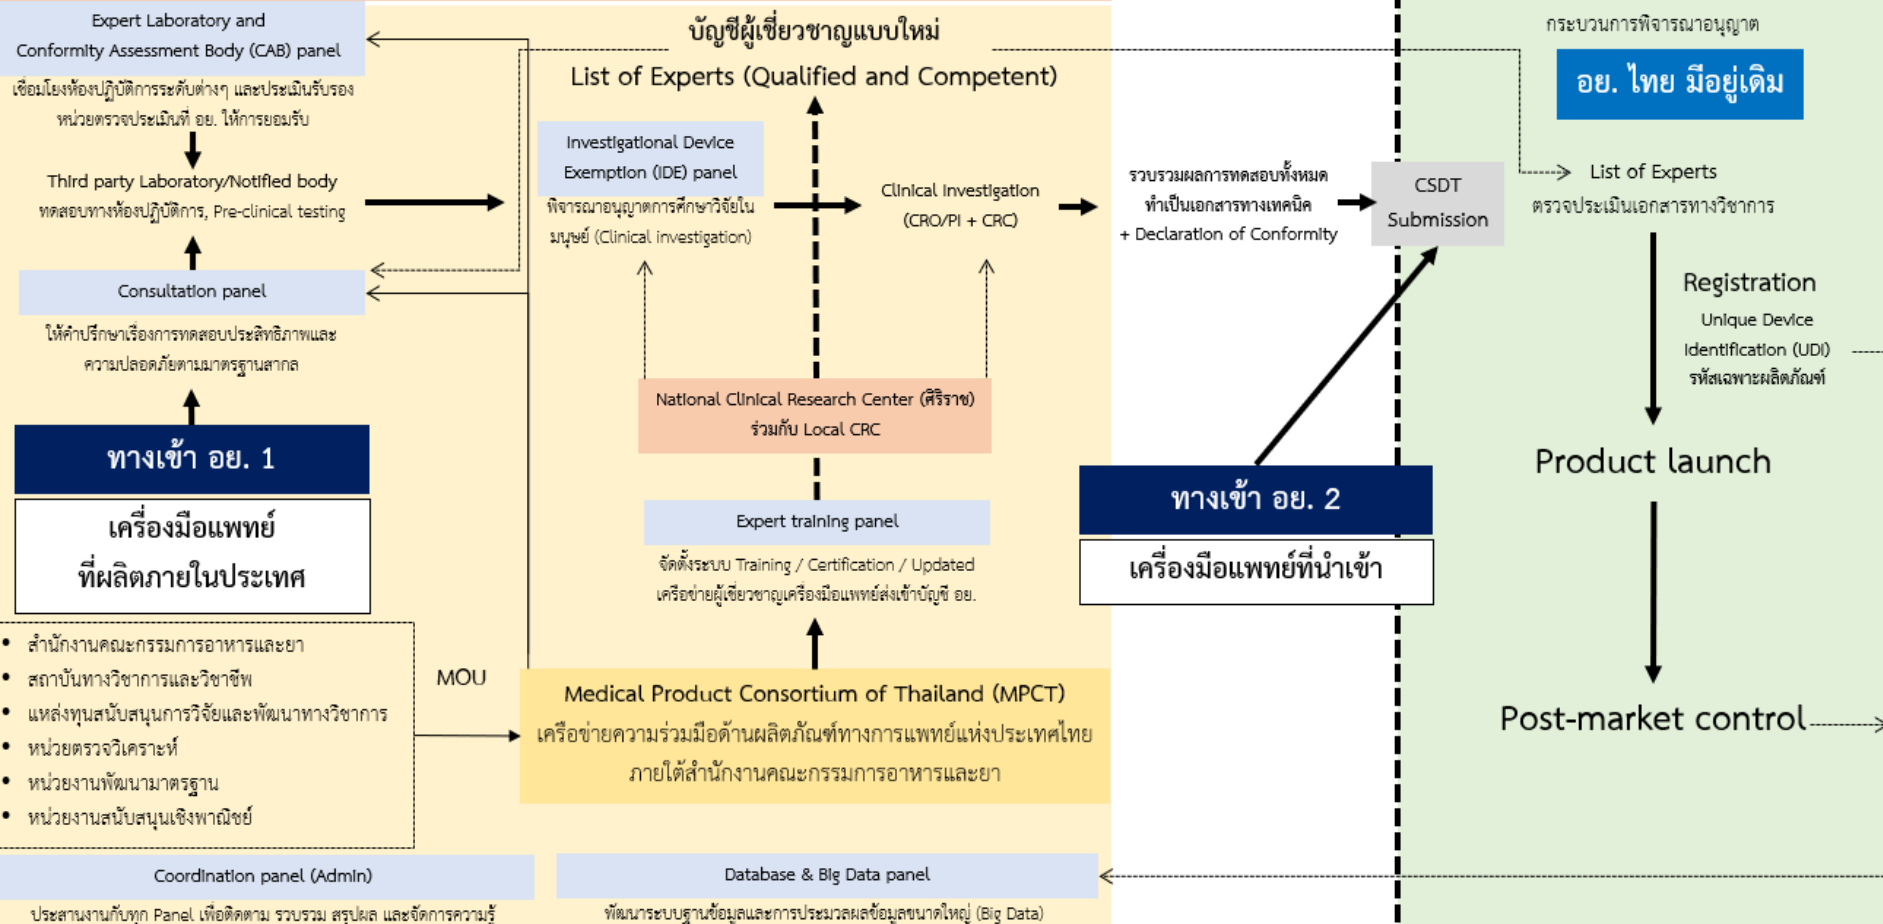 Expert Laboratory and
Conformity Assessment Body (CAB) panel
เชื่อมโยงห้องปฏิบัติการระดับต่างๆ และประเมินรับรอง
หน่วยตรวจประเมินที่ อย. ให้การยอมรับ
Third party Laboratory/Notified body
ทดสอบทางห้องปฏิบัติการ, Pre-clinical testing
Consultation panel
ให้คำปรึกษาเรื่องการทดสอบประสิทธิภาพและ
ความปลอดภัยตามมาตรฐานสากล
ทางเข้า อย. 1
เครื่องมือแพทย์
ที่ผลิตภายในประเทศ
• สำนักงานคณะกรรมการอาหารและยา
• สถาบันทางวิชาการและวิชาชีพ
• แหล่งทุนสนับสนุนการวิจัยและพัฒนาทางวิชาการ
• หน่วยตรวจวิเคราะห์
• หน่วยงานพัฒนามาตรฐาน
• หน่วยงานสนับสนุนเชิงพาณิชย์
MOU
Coordination panel (Admin)
ประสานงานกับทุก Panel เพื่อติดตาม รวบรวม สรุปผล และจัดการความรู้
บัญชีผู้เชี่ยวชาญแบบใหม่
List of Experts (Qualified and Competent)
Investigational Device
Exemption (IDE) panel
พิจารณาอนุญาตการศึกษาวิจัยใน
มนุษย์ (Clinical investigation)
Clinical Investigation
(CRO/PI + CRC)
National Clinical Research Center (ศิริราช)
ร่วมกับ Local CRC
Expert training panel
จัดตั้งระบบ Training / Certification / Updated
เครือข่ายผู้เชี่ยวชาญเครื่องมือแพทย์ส่งเข้าบัญชี อย.
Medical Product Consortium of Thailand (MPCT)
เครือข่ายความร่วมมือด้านผลิตภัณฑ์ทางการแพทย์แห่งประเทศไทย
ภายใต้สำนักงานคณะกรรมการอาหารและยา
Database & Big Data panel
พัฒนาระบบฐานข้อมูลและการประมวลผลข้อมูลขนาดใหญ่ (Big Data)
รวบรวมผลการทดสอบทั้งหมด
ทำเป็นเอกสารทางเทคนิค
+ Declaration of Conformity
CSDT
Submission
ทางเข้า อย. 2
เครื่องมือแพทย์ที่นำเข้า
กระบวนการพิจารณาอนุญาต
อย. ไทย มีอยู่เดิม
List of Experts
ตรวจประเมินเอกสารทางวิชาการ
Registration
Unique Device
Identification (UDI)
รหัสเฉพาะผลิตภัณฑ์
Product launch
Post-market control